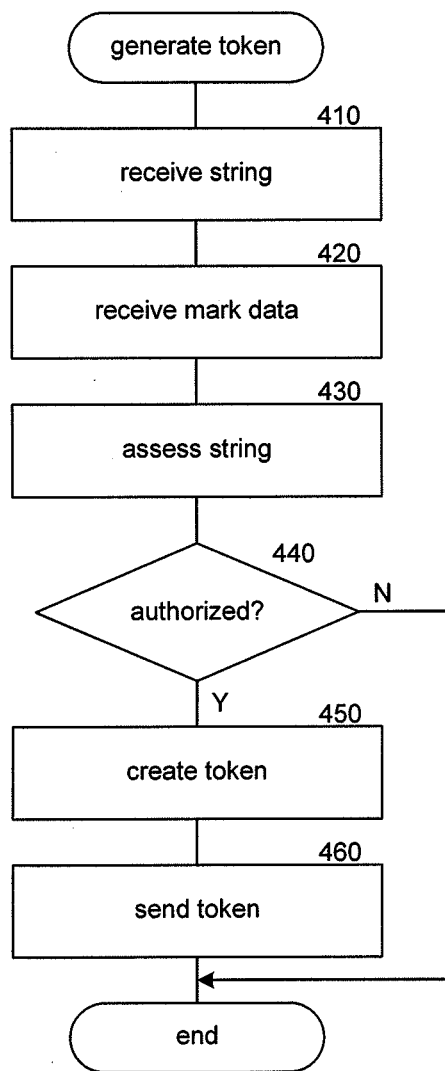 generate token
410
receive string
420
receive mark data
430
assess string
440
authorized?
N
Y
450
create token
460
send token
end